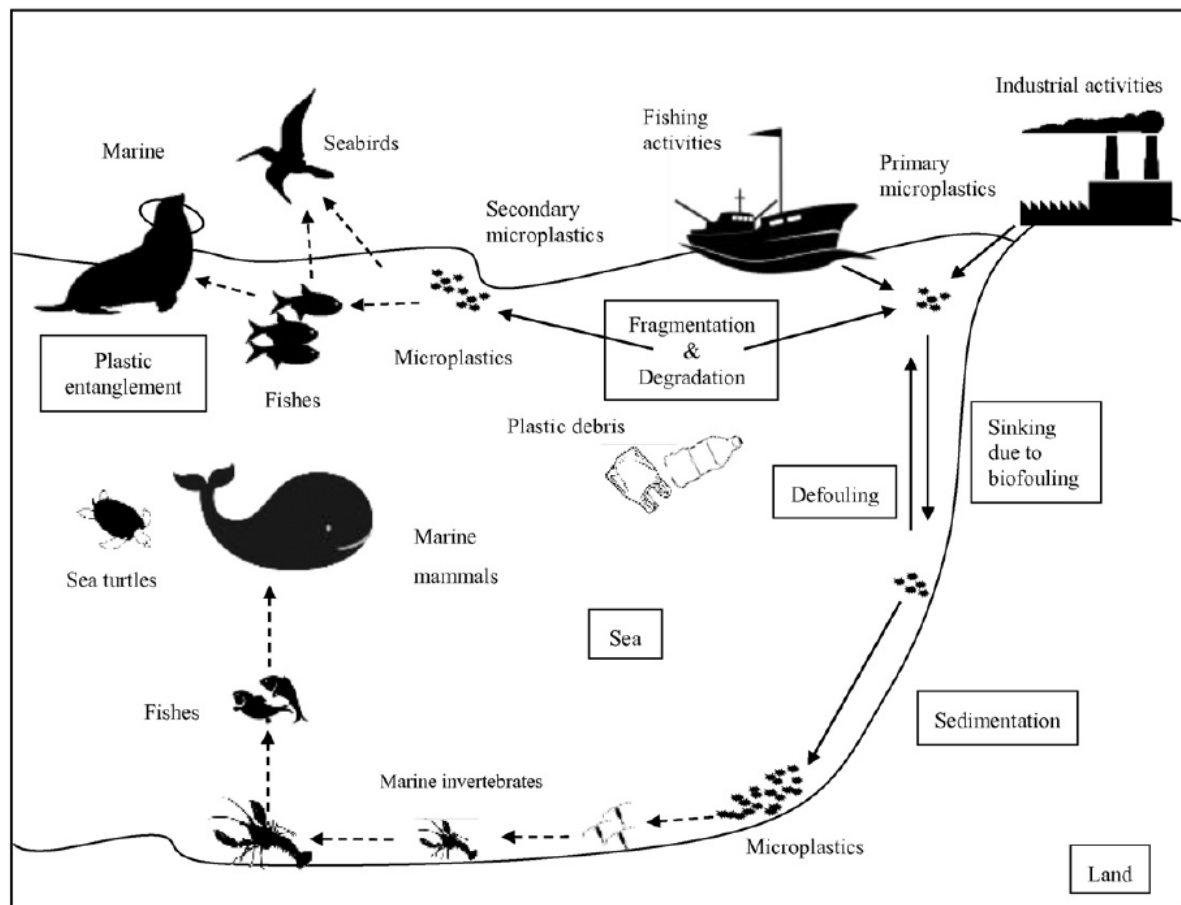 Industrial activities
Fishing
activities
Marine
Seabirds
Primary
microplastics
Secondary
microplastics
Fragmentation
&
Degradation
Plastic
entanglement
Microplastics
Fishes
Plastic debris
Sinking
due to
biofouling
Defouling
Sea turtles
Marine
mammals
Sea
Fishes
Sedimentation
Marine invertebrates
Microplastics
Land